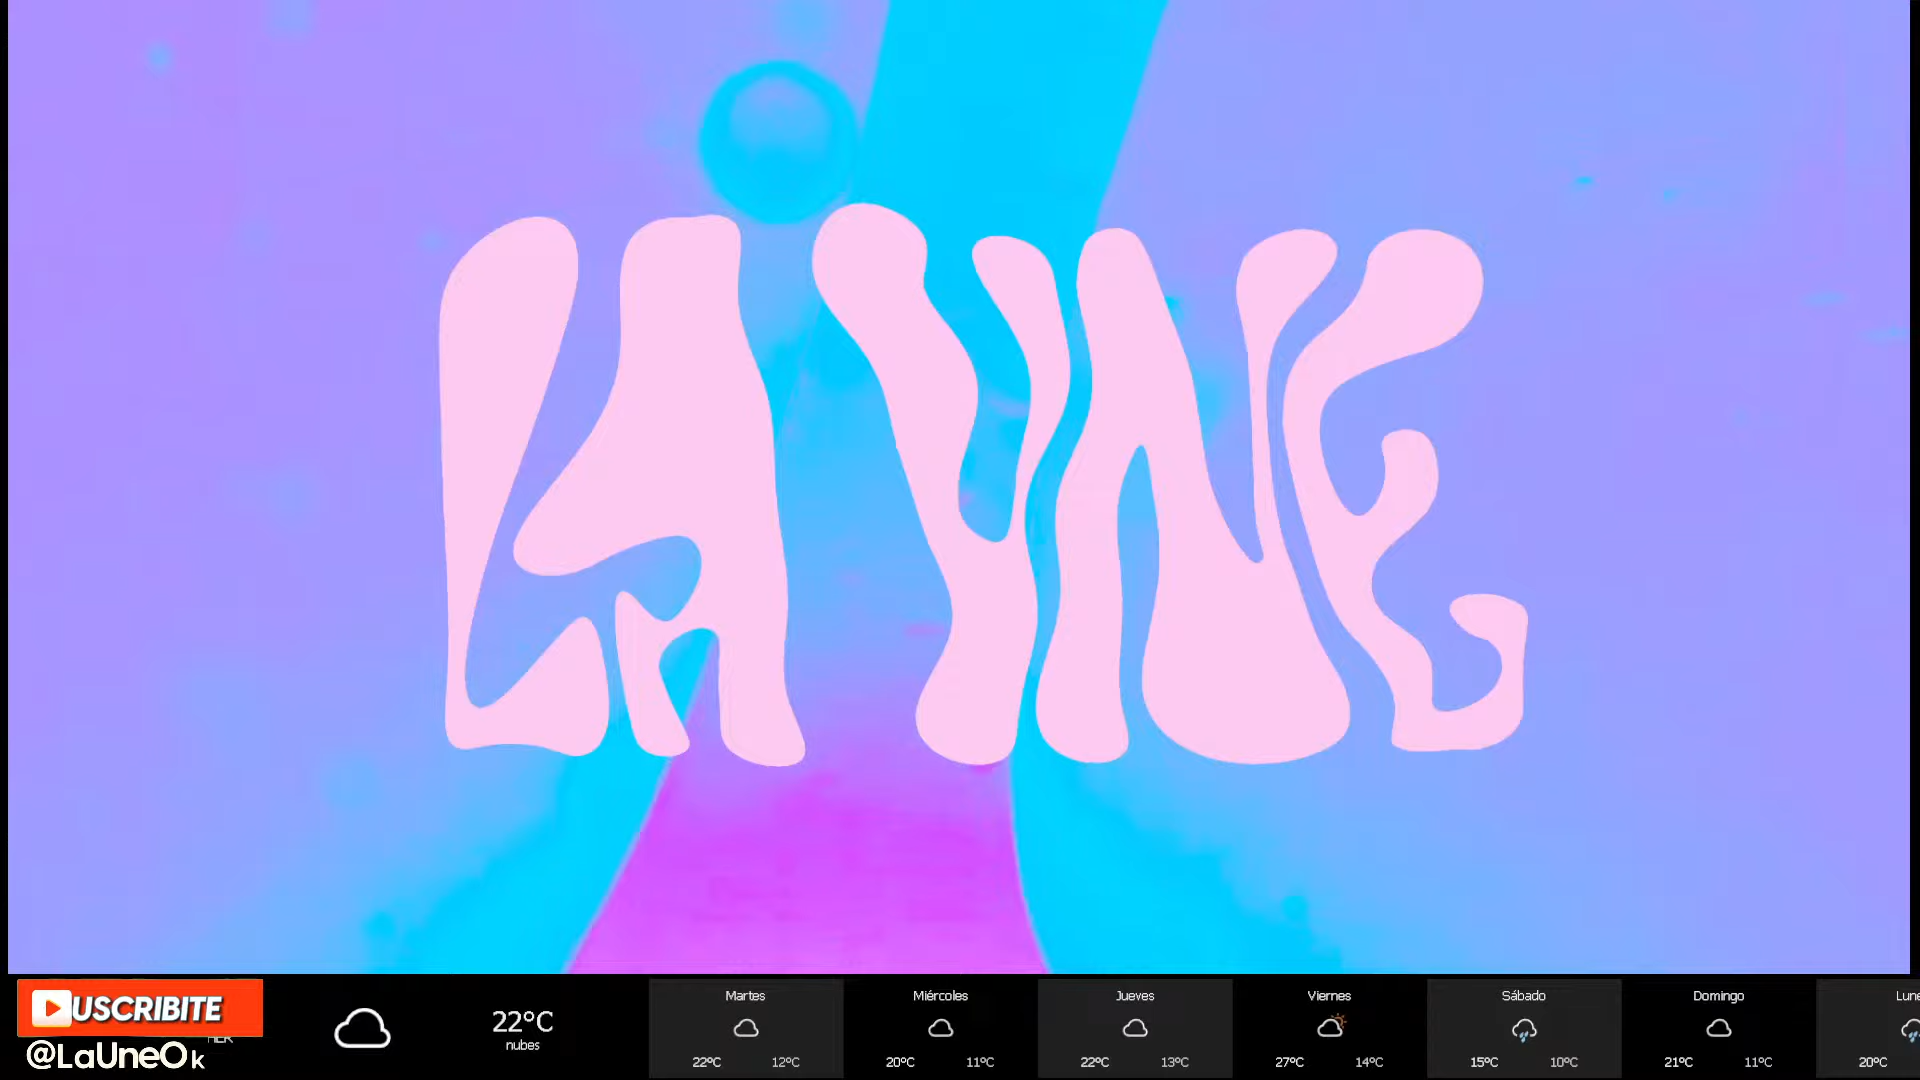 LA UNE
USCRIBITE
@LaUneOk
22°C
nubes
Martes
22°C 12°C
Miércoles
20°C 11°C
Jueves
22°C 13°C
Viernes
27°C 14°C
Sábado
15°C 10°C
Domingo
21°C 11°C
Lune
20°C